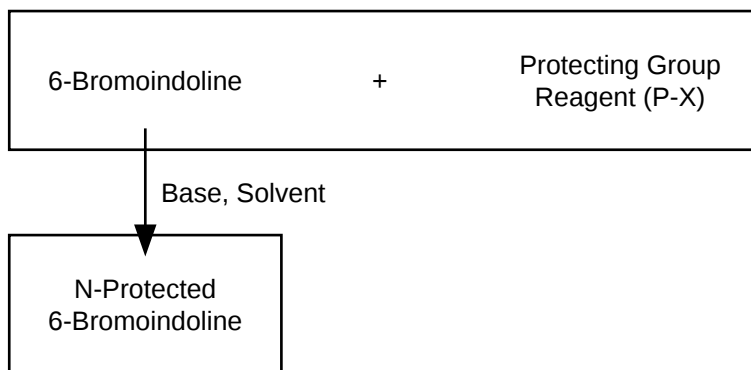 6-Bromoindoline
+
Protecting Group
Reagent (P-X)
Base, Solvent
N-Protected
6-Bromoindoline